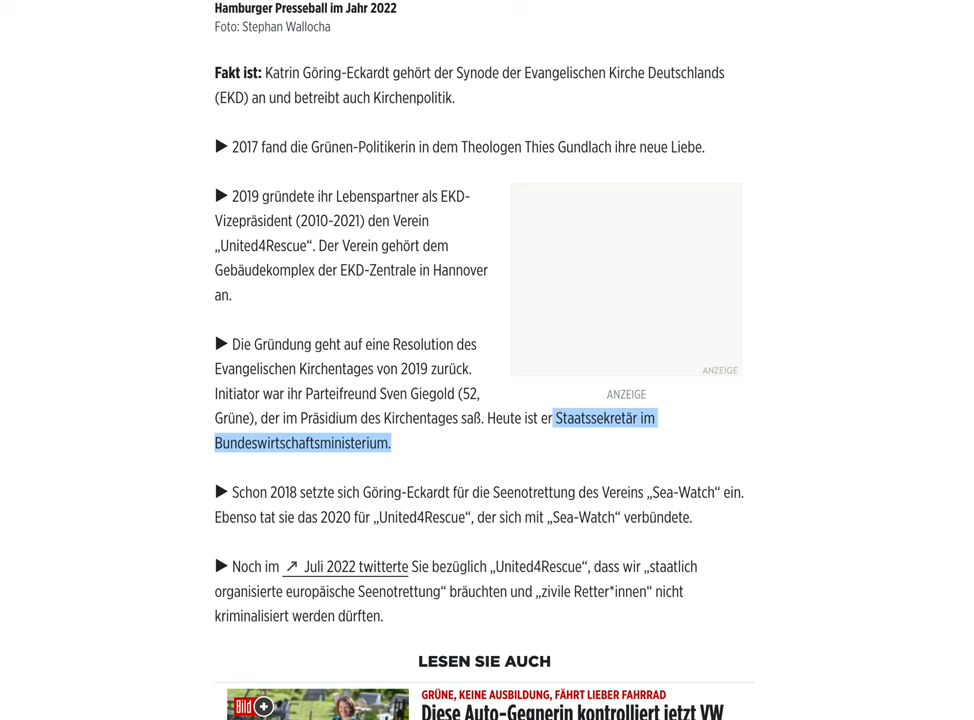 Hamburger Presseball im Jahr 2022
Foto: Stephan Wallocha
Fakt ist: Katrin Göring-Eckardt gehört der Synode der Evangelischen Kirche Deutschlands
(EKD) an und betreibt auch Kirchenpolitik.
▶ 2017 fand die Grünen-Politikerin in dem Theologen Thies Gundlach ihre neue Liebe.
▶ 2019 gründete ihr Lebenspartner als EKD-
Vizepräsident (2010-2021) den Verein
„United4Rescue“. Der Verein gehört dem
Gebäudekomplex der EKD-Zentrale in Hannover
an.
ANZEIGE
ANZEIGE
▶ Die Gründung geht auf eine Resolution des
Evangelischen Kirchentages von 2019 zurück.
Initiator war ihr Parteifreund Sven Giegold (52,
Grüne), der im Präsidium des Kirchentages saß. Heute ist er Staatssekretär im
Bundeswirtschaftsministerium.
▶ Schon 2018 setzte sich Göring-Eckardt für die Seenotrettung des Vereins „Sea-Watch“ ein.
Ebenso tat sie das 2020 für „United4Rescue“, der sich mit „Sea-Watch“ verbündete.
▶ Noch im ↗ Juli 2022 twitterte Sie bezüglich „United4Rescue“, dass wir „staatlich
organisierte europäische Seenotrettung“ bräuchten und „zivile Retter*innen“ nicht
kriminalisiert werden dürften.
LESEN SIE AUCH
Bild +
GRÜNE, KEINE AUSBILDUNG, FÄHRT LIEBER FAHRRAD
Diese Auto-Gegnerin kontrolliert jetzt VW